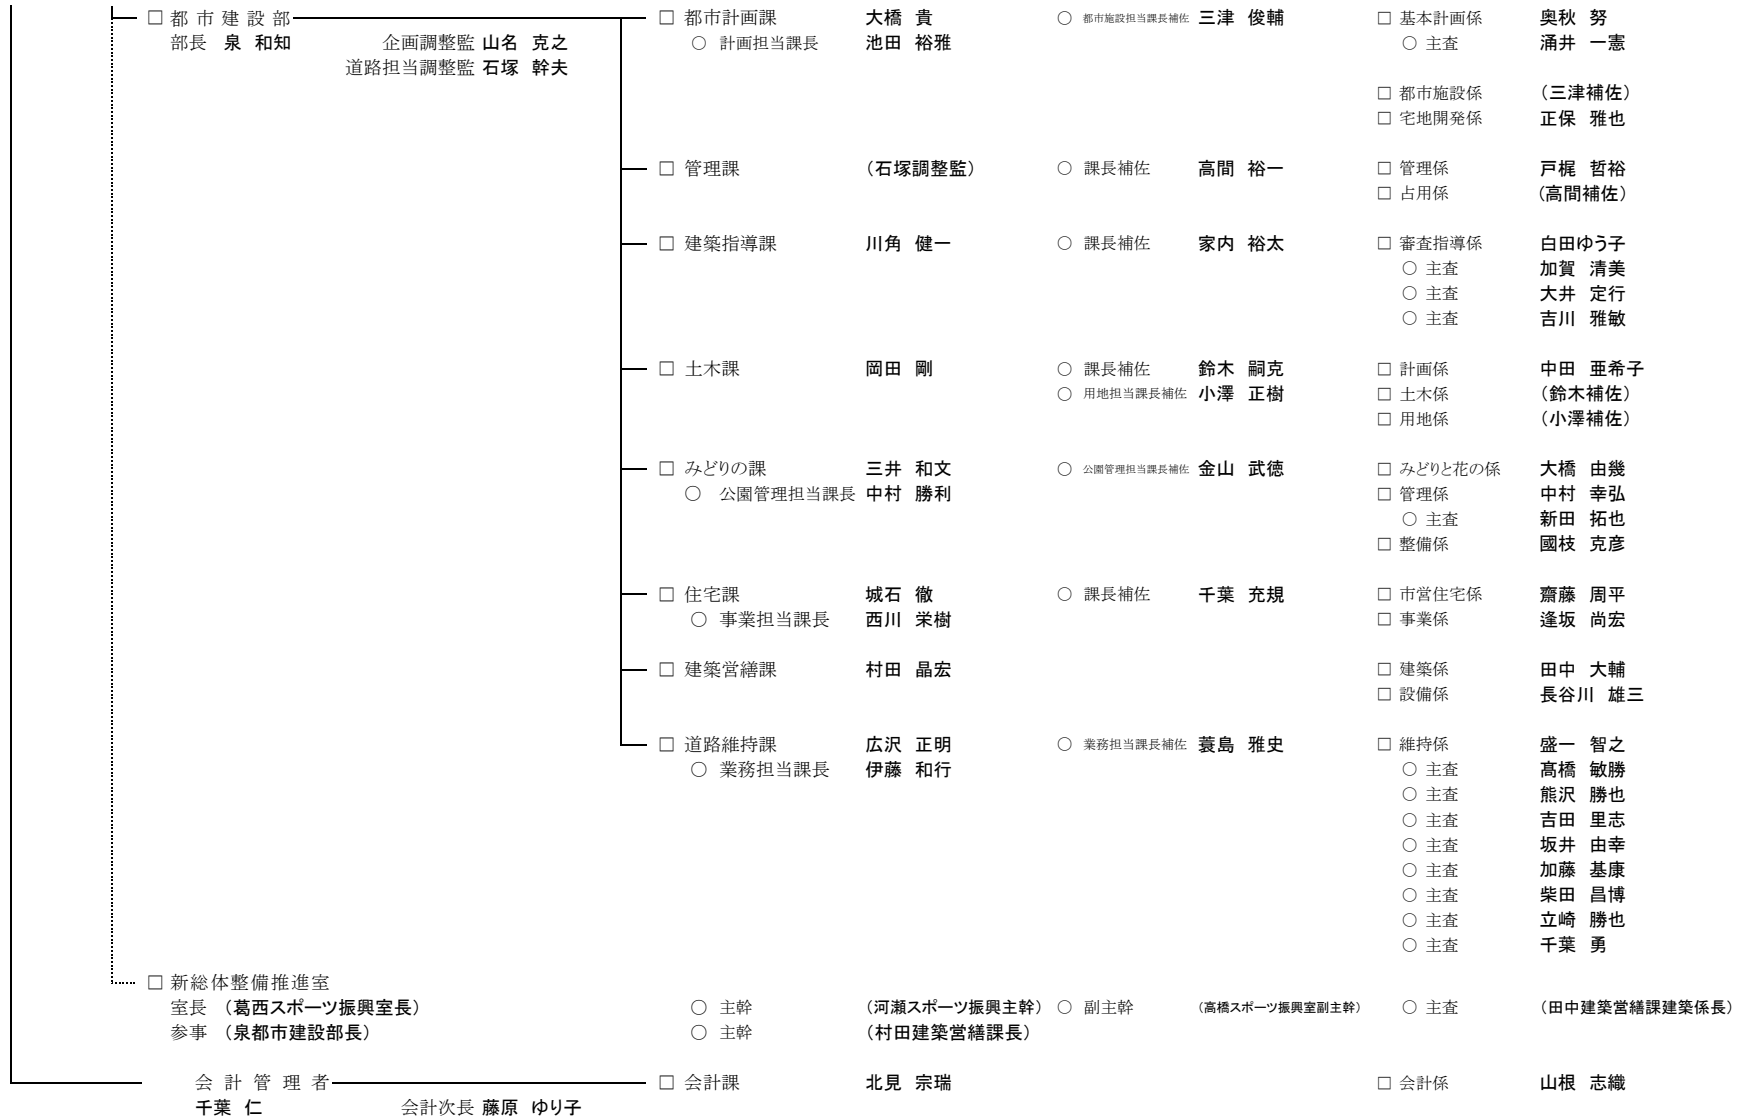 □ 都市建設部 □ 都市計画課 大橋 貴 ○ 都市施設担当課長補佐 三津 俊輔 □ 基本計画係 奥秋 努
部長 泉 和知 企画調整監 山名 克之 ○ 計画担当課長 池田 裕雅 ○ 主査 涌井 一憲
道路担当調整監 石塚 幹夫
□ 都市施設係 (三津補佐)
□ 宅地開発係 正保 雅也
□ 管理課 (石塚調整監) ○ 課長補佐 高間 裕一 □ 管理係 戸梶 哲裕
□ 占用係 (高間補佐)
□ 建築指導課 川角 健一 ○ 課長補佐 家内 裕太 □ 審査指導係 白田ゆう子
○ 主査 加賀 清美
○ 主査 大井 定行
○ 主査 吉川 雅敏
□ 土木課 岡田 剛 ○ 課長補佐 鈴木 嗣克 □ 計画係 中田 亜希子
○ 用地担当課長補佐 小澤 正樹 □ 土木係 (鈴木補佐)
□ 用地係 (小澤補佐)
□ みどりの課 三井 和文 ○ 公園管理担当課長補佐 金山 武徳 □ みどりと花の係 大橋 由幾
○ 公園管理担当課長 中村 勝利 □ 管理係 中村 幸弘
○ 主査 新田 拓也
□ 整備係 國枝 克彦
□ 住宅課 城石 徹 ○ 課長補佐 千葉 充規 □ 市営住宅係 齋藤 周平
○ 事業担当課長 西川 栄樹 □ 事業係 逢坂 尚宏
□ 建築営繕課 村田 晶宏 □ 建築係 田中 大輔
□ 設備係 長谷川 雄三
□ 道路維持課 広沢 正明 ○ 業務担当課長補佐 蓑島 雅史 □ 維持係 盛一 智之
○ 業務担当課長 伊藤 和行 ○ 主査 髙橋 敏勝
○ 主査 熊沢 勝也
○ 主査 吉田 里志
○ 主査 坂井 由幸
○ 主査 加藤 基康
○ 主査 柴田 昌博
○ 主査 立崎 勝也
○ 主査 千葉 勇
□ 新総体整備推進室
室長 (葛西スポーツ振興室長) ○ 主幹 (河瀬スポーツ振興主幹) ○ 副主幹 (高橋スポーツ振興室副主幹) ○ 主査 (田中建築営繕課建築係長)
参事 (泉都市建設部長) ○ 主幹 (村田建築営繕課長)
会計管理者 □ 会計課 北見 宗瑞 □ 会計係 山根 志織
千葉 仁 会計次長 藤原 ゆり子